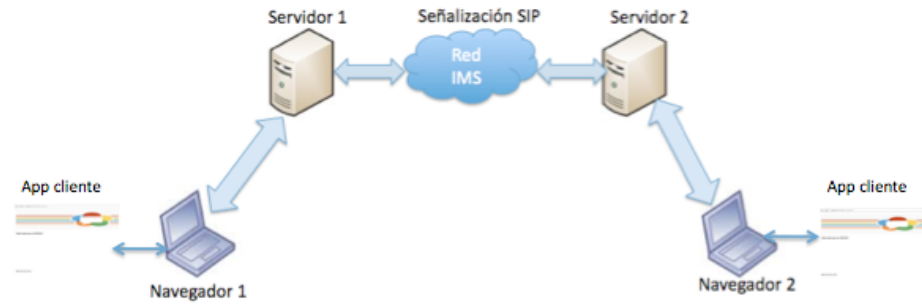 Servidor 1
Señalización SIP
Servidor 2
Red
IMS
App cliente
App cliente
Navegador 1
Navegador 2